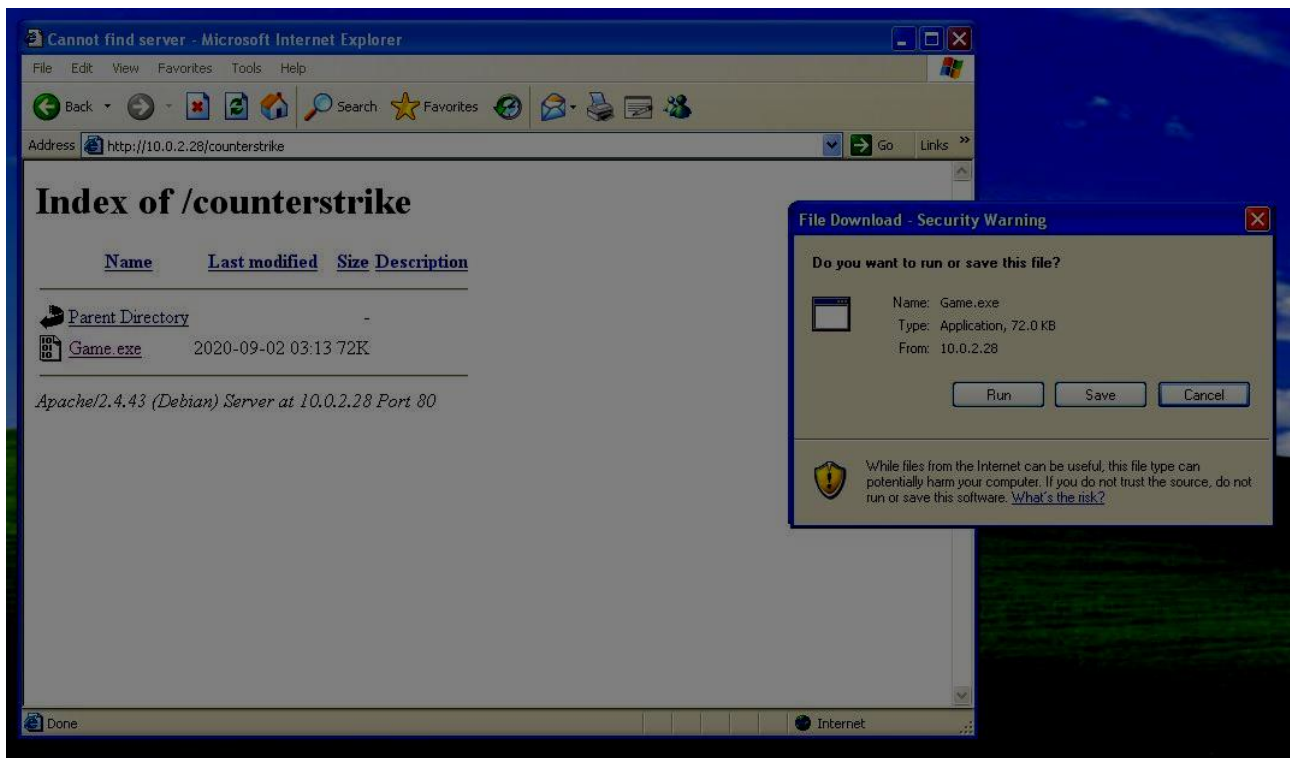 Cannot find server - Microsoft Internet Explorer
File Edit View Favorites Tools Help
Back Search Favorites
Address http://10.0.2.28/counterstrike Go Links »
Index of /counterstrike
Name Last modified Size Description
Parent Directory -
Game.exe 2020-09-02 03:13 72K
Apache/2.4.43 (Debian) Server at 10.0.2.28 Port 80
Done Internet
File Download - Security Warning
Do you want to run or save this file?
Name: Game.exe
Type: Application, 72.0 KB
From: 10.0.2.28
Run Save Cancel
While files from the Internet can be useful, this file type can
potentially harm your computer. If you do not trust the source, do not
run or save this software. What's the risk?